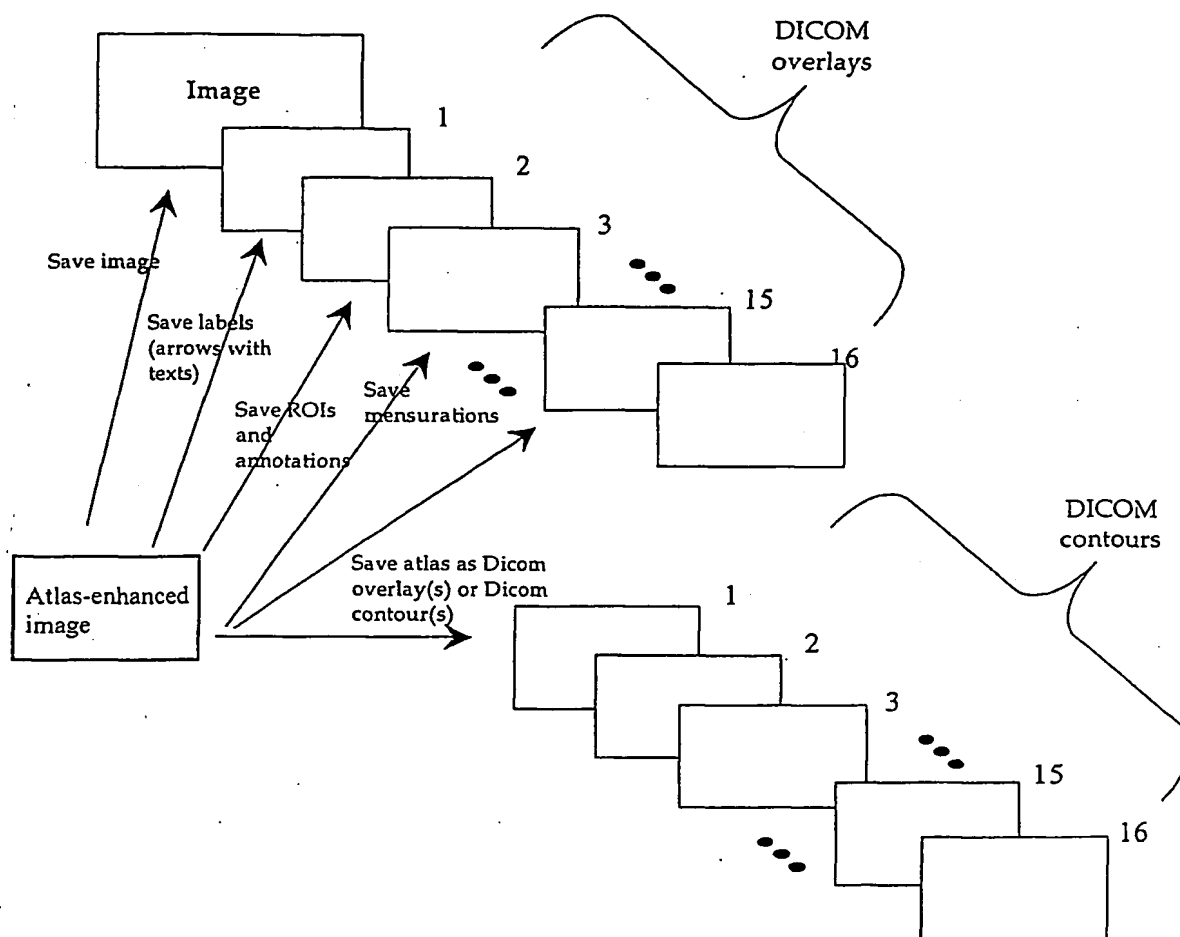 DICOM
overlays
Image
1
2
3
15
16
Save image
Save labels
(arrows with
texts)
Save ROIs
and
annotations
Save
mensurations
Atlas-enhanced
image
Save atlas as Dicom
overlay(s) or Dicom
contour(s)
DICOM
contours
1
2
3
15
16